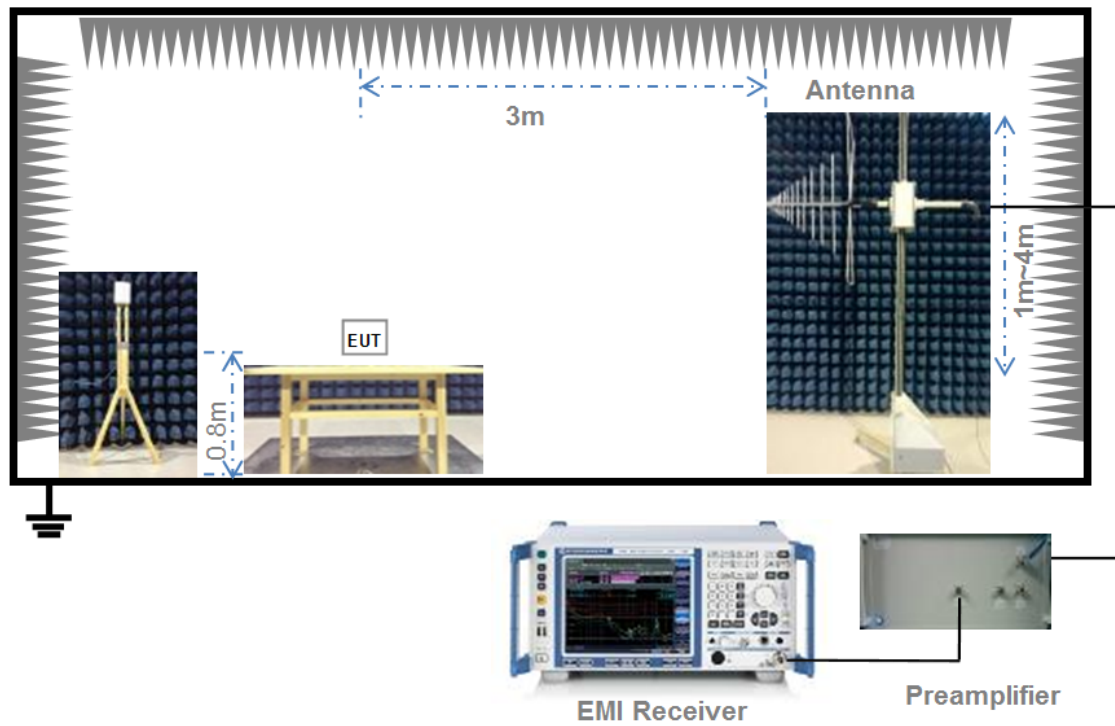 Antenna
3m
1m~4m
EUT
0.8m
Preamplifier
EMI Receiver